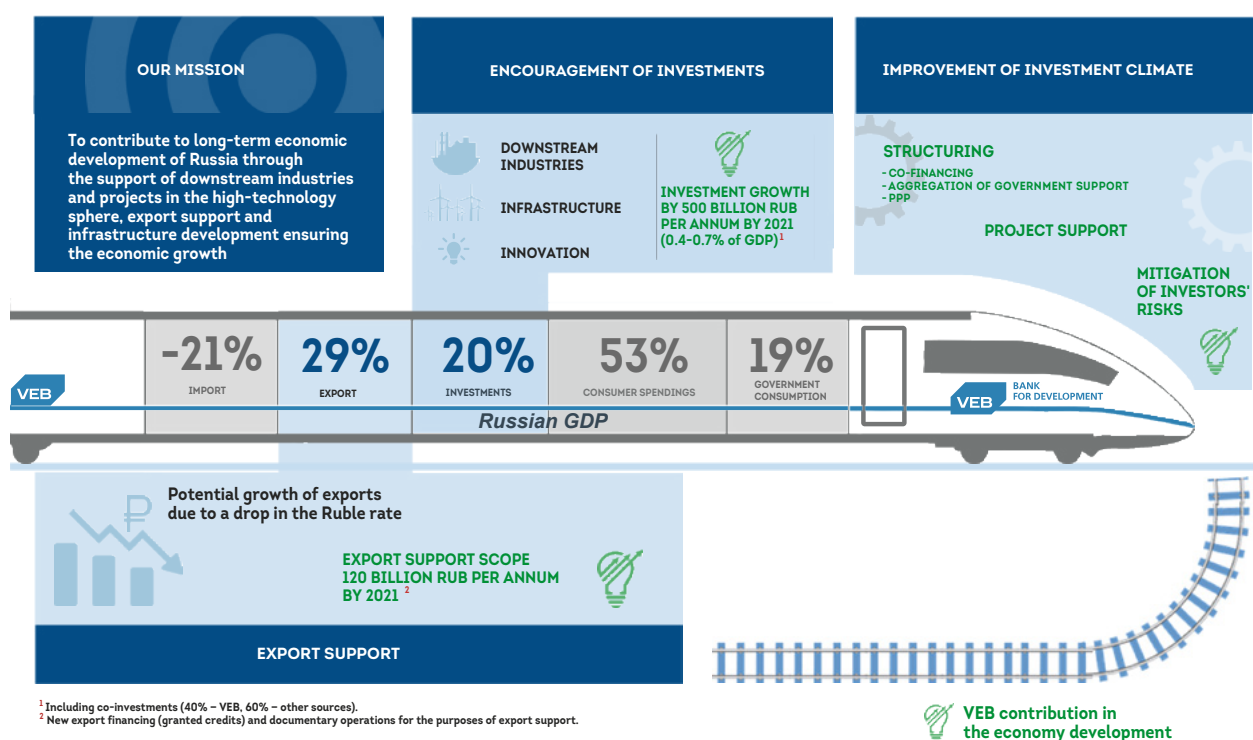 OUR MISSION
To contribute to long-term economic
development of Russia through
the support of downstream industries
and projects in the high-technology
sphere, export support and
infrastructure development ensuring
the economic growth
ENCOURAGEMENT OF INVESTMENTS
DOWNSTREAM
INDUSTRIES
INFRASTRUCTURE
INNOVATION
INVESTMENT GROWTH
BY 500 BILLION RUB
PER ANNUM BY 2021
(0.4-0.7% of GDP)¹
IMPROVEMENT OF INVESTMENT CLIMATE
STRUCTURING
- CO-FINANCING
- AGGREGATION OF GOVERNMENT SUPPORT
- PPP
PROJECT SUPPORT
MITIGATION
OF INVESTORS'
RISKS
VEB
-21%
IMPORT
29%
EXPORT
20%
INVESTMENTS
53%
CONSUMER SPENDINGS
19%
GOVERNMENT
CONSUMPTION
VEB
BANK
FOR DEVELOPMENT
Russian GDP
Potential growth of exports
due to a drop in the Ruble rate
₽
EXPORT SUPPORT SCOPE
120 BILLION RUB PER ANNUM
BY 2021 ²
EXPORT SUPPORT
¹ Including co-investments (40% – VEB, 60% – other sources).
² New export financing (granted credits) and documentary operations for the purposes of export support.
VEB contribution in
the economy development